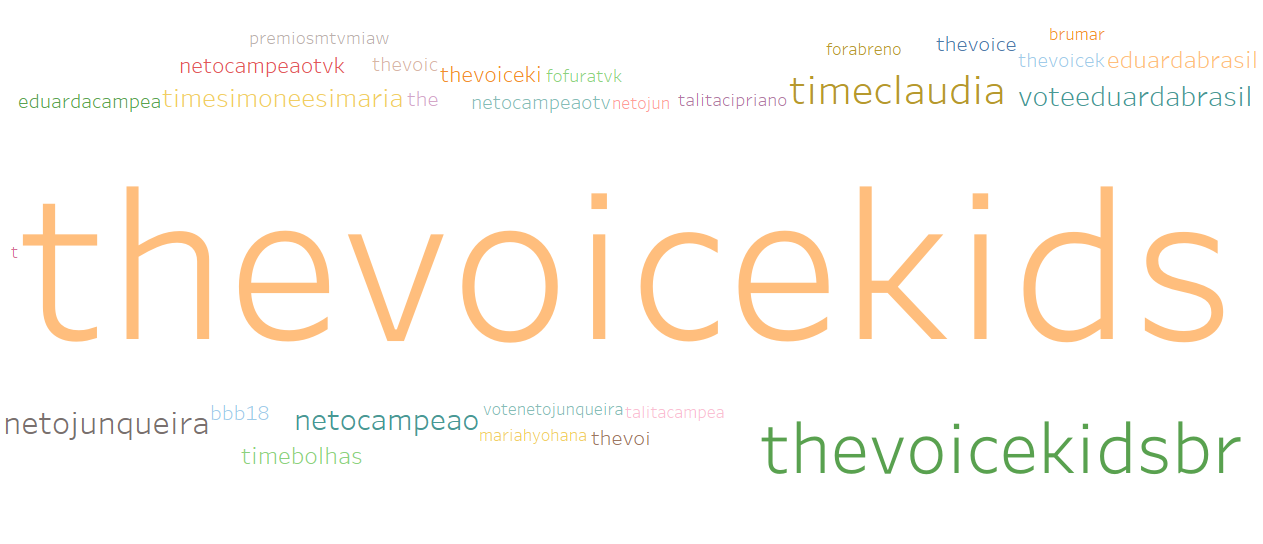 premiosmtvmiaw
forabreno
thevoice
brumar
netocampeaotvk
thevoic
thevoiceki
fofuratvk
thevoicek
eduardabrasil
eduardacampea
timesimoneesimaria
the
netocampeaotv
netojun
talitacipriano
timeclaudia
voteeduardabrasil
t
thevoicekids
netojunqueira
bbb18
netocampeao
votenetojunqueira
talitacampea
mariahyohana
thevoi
timebolhas
thevoicekidsbr